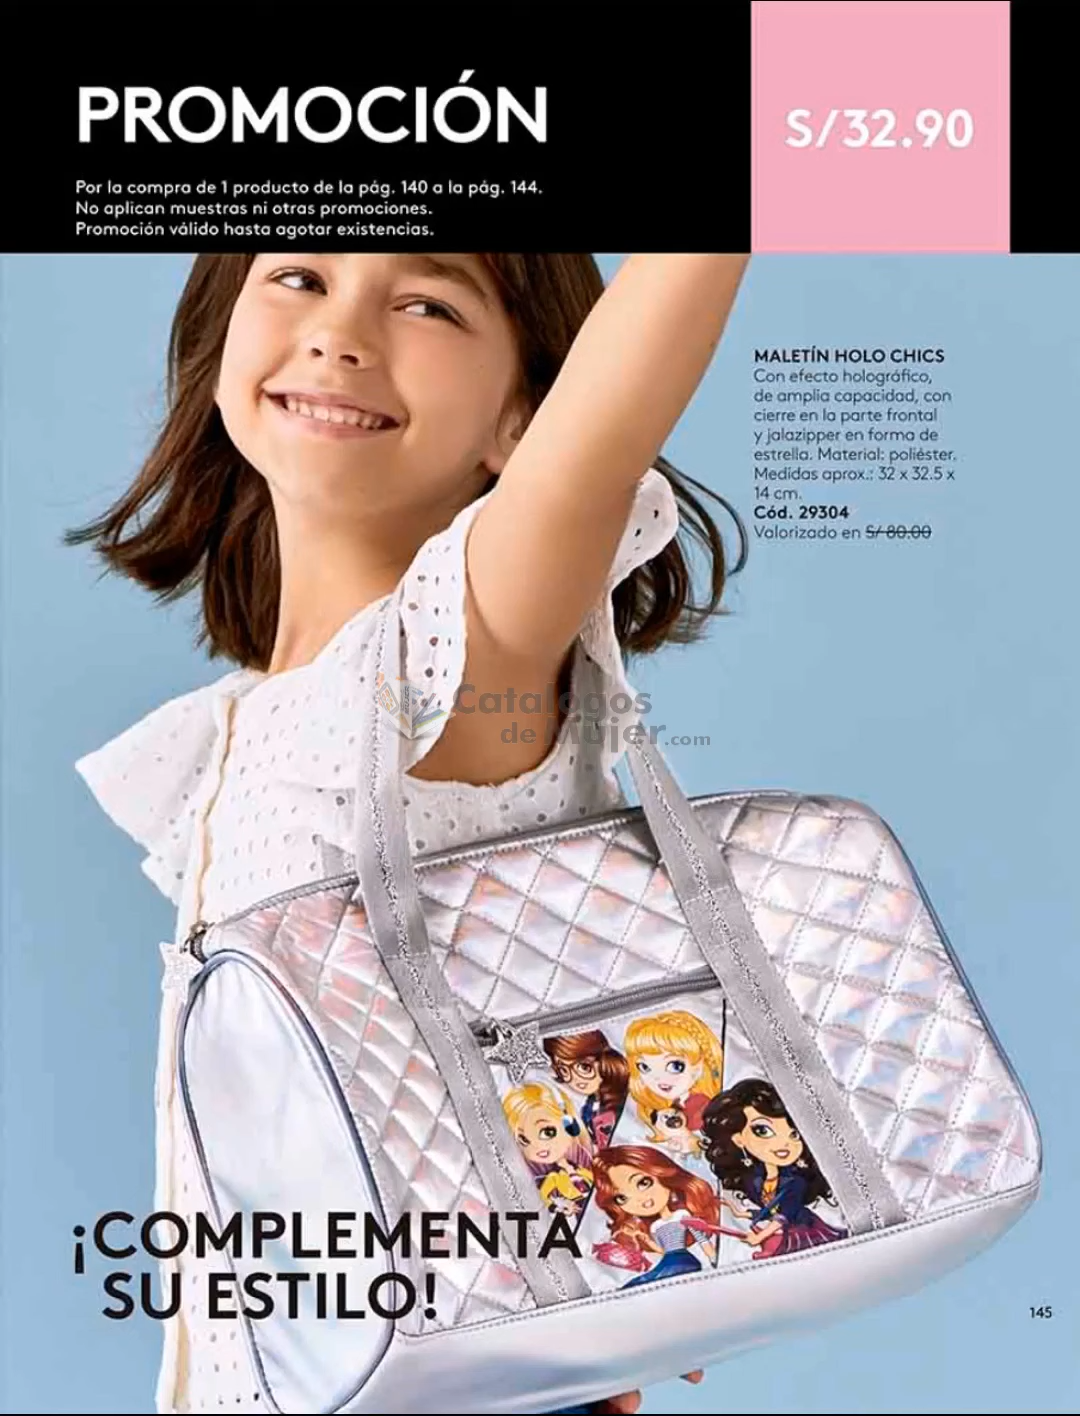 PROMOCIÓN
S/32.90
Por la compra de 1 producto de la pág. 140 a la pág. 144.
No aplican muestras ni otras promociones.
Promoción válido hasta agotar existencias.
MALETÍN HOLO CHICS
Con efecto holográfico,
de amplia capacidad, con
cierre en la parte frontal
y jalazipper en forma de
estrella. Material: poliéster.
Medidas aprox.: 32 x 32.5 x
14 cm.
Cód. 29304
Valorizado en S/ 80.00
Catalogos
de Mujer.com
¡COMPLEMENTA
SU ESTILO!
145